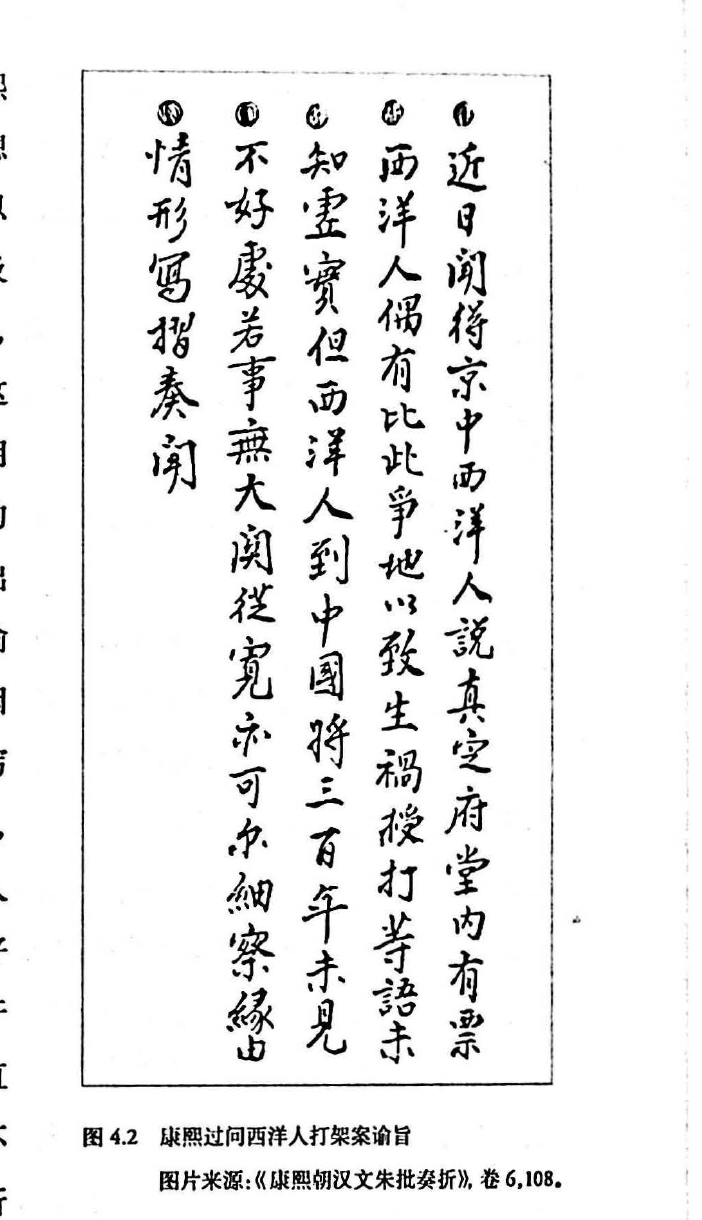 近日聞得京中西洋人說真定府堂内有票
西洋人偶有比此爭地以致生禍授打等語未
知虛實但西洋人到中國將三百年未見
不好處若事無大関從寬亦可尔細察緣由
情形寫摺奏聞
图 4.2 康熙过问西洋人打架案谕旨
图片来源:《康熙朝汉文朱批奏折》,卷 6,108。